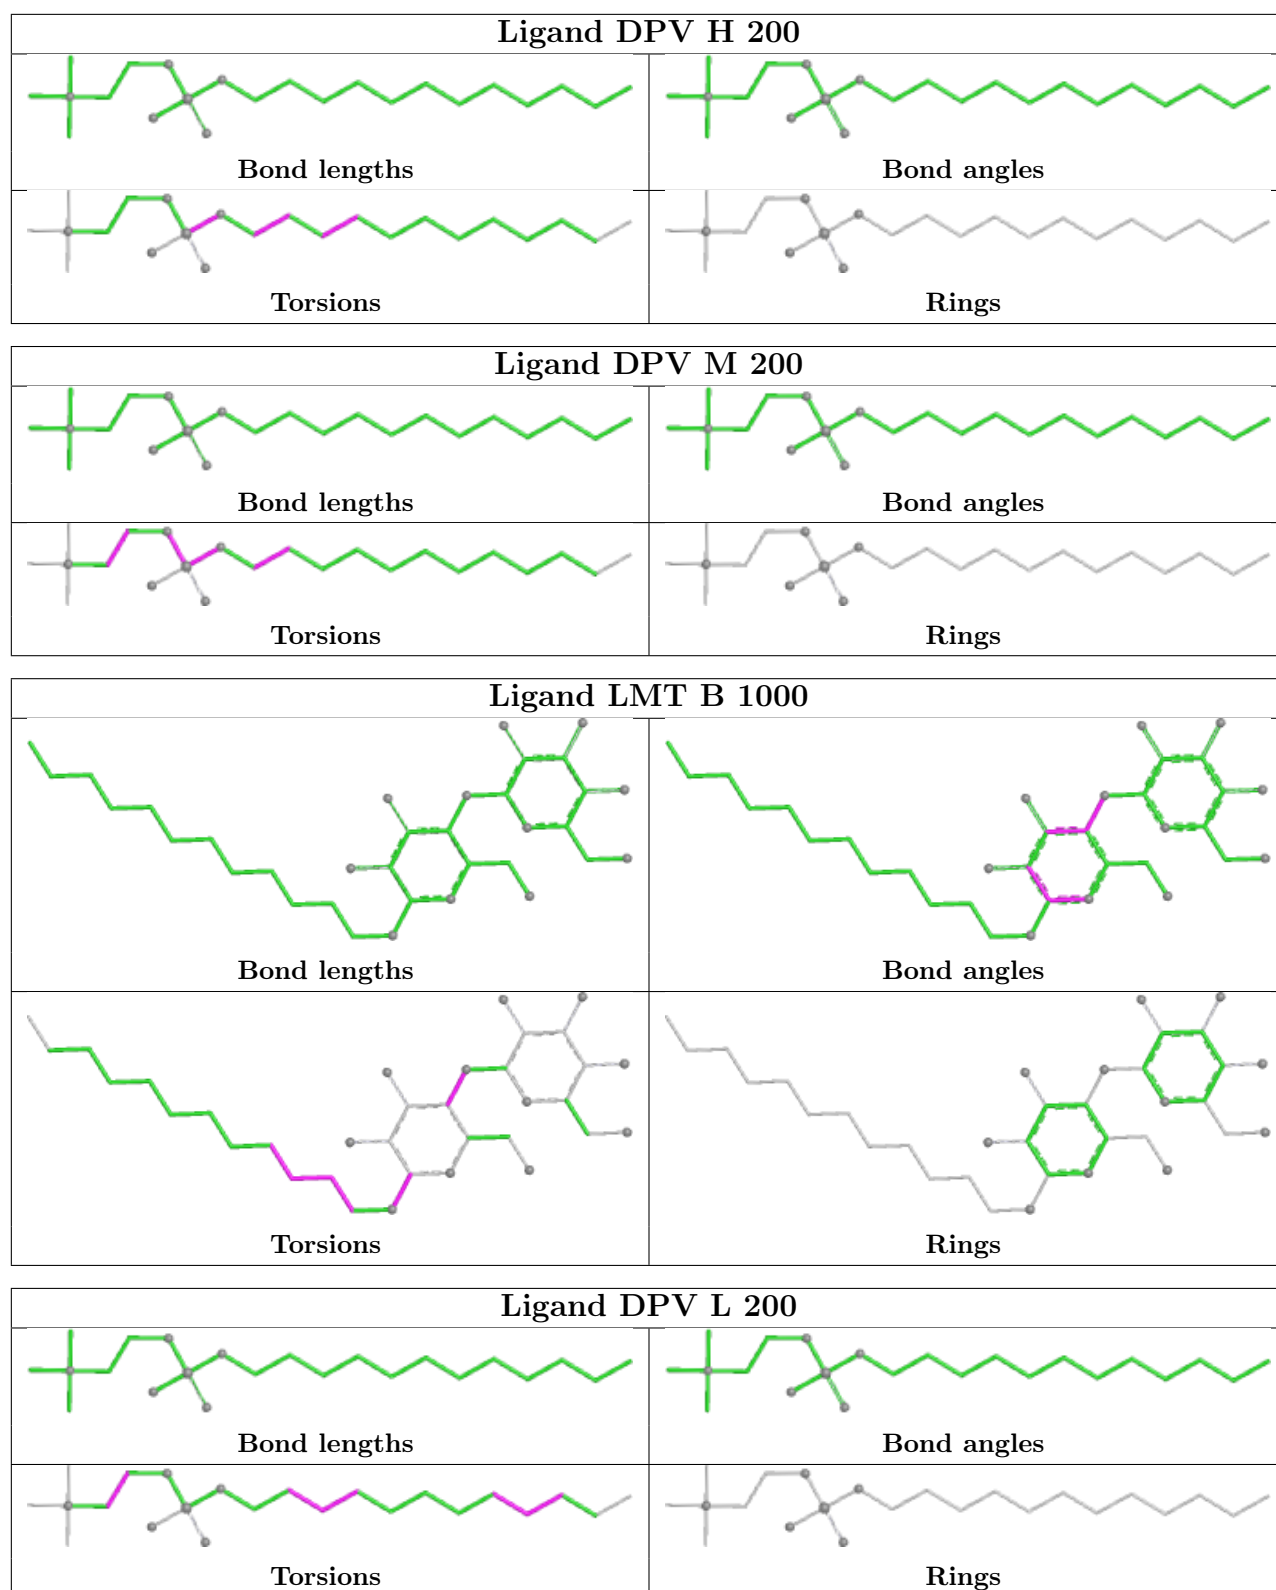 Ligand DPV H 200
Bond lengths Bond angles
Torsions Rings
Ligand DPV M 200
Bond lengths Bond angles
Torsions Rings
Ligand LMT B 1000
Bond lengths Bond angles
Torsions Rings
Ligand DPV L 200
Bond lengths Bond angles
Torsions Rings